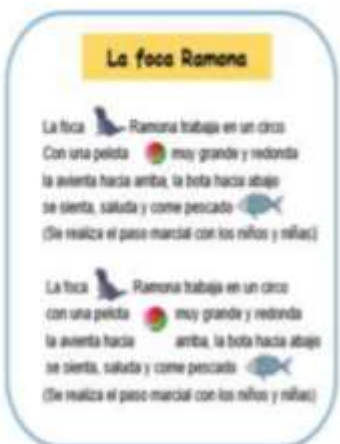 La foca Ramona
La foca Ramona trabaja en un circo
Con una pelota muy grande y redonda
la avienta hacia arriba, la bota hacia abajo
se sienta, saluda y come pescado
(Se realiza el paso marcial con los niños y niñas)
La foca Ramona trabaja en un circo
con una pelota muy grande y redonda
la avienta hacia arriba, la bota hacia abajo
se sienta, saluda y come pescado
(Se realiza el paso marcial con los niños y niñas)